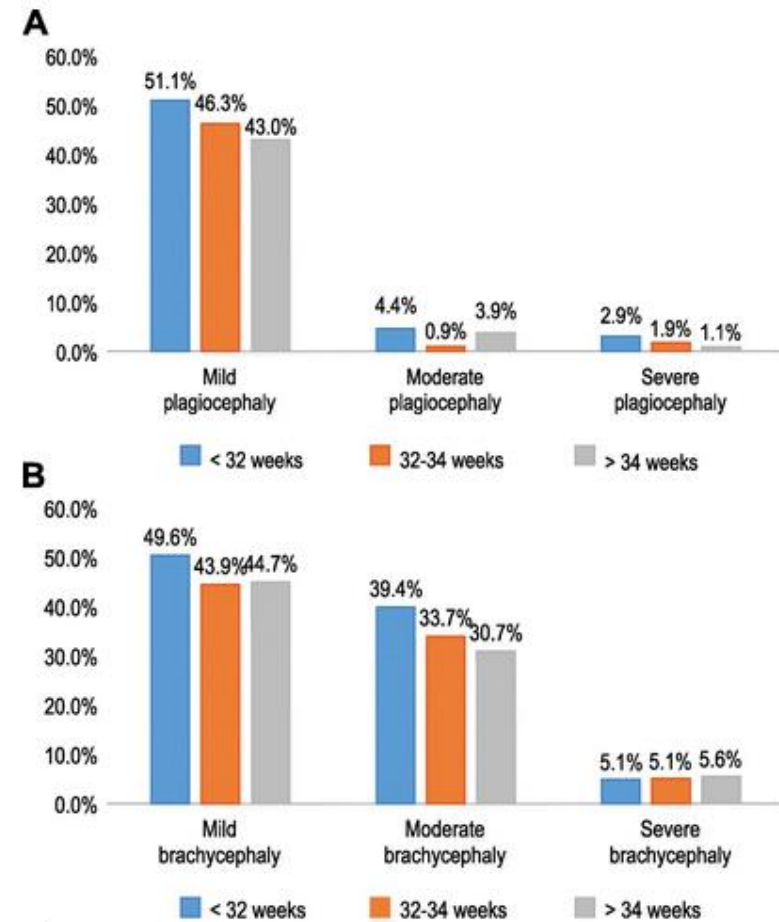 A
60.0%
50.0%
40.0%
30.0%
20.0%
10.0%
0.0%
51.1%
46.3%
43.0%
4.4%
0.9%
3.9%
2.9%
1.9%
1.1%
Mild
plagiocephaly
Moderate
plagiocephaly
Severe
plagiocephaly
< 32 weeks
32-34 weeks
> 34 weeks
B
60.0%
50.0%
40.0%
30.0%
20.0%
10.0%
0.0%
49.6%
43.9%
44.7%
39.4%
33.7%
30.7%
5.1%
5.1%
5.6%
Mild
brachycephaly
Moderate
brachycephaly
Severe
brachycephaly
< 32 weeks
32-34 weeks
> 34 weeks